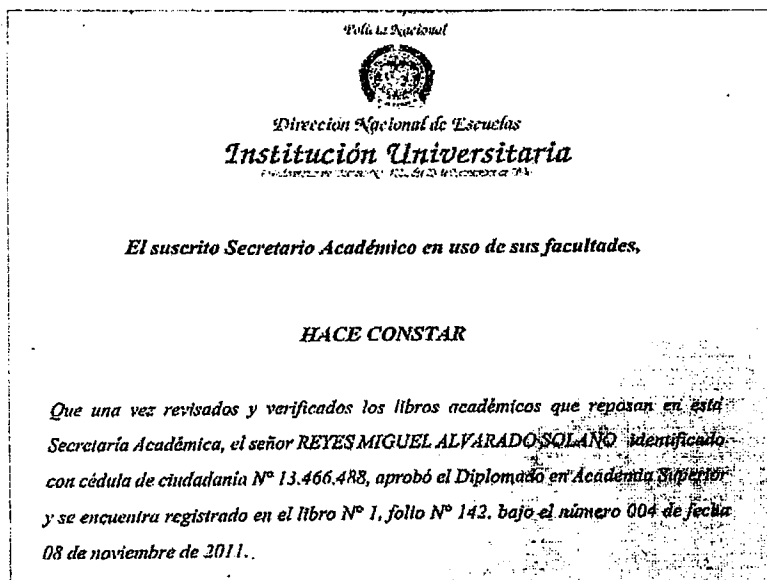 Policía Nacional
Dirección Nacional de Escuelas
Institución Universitaria
El suscrito Secretario Académico en uso de sus facultades,
HACE CONSTAR
Que una vez revisados y verificados los libros académicos que reposan en esta
Secretaría Académica, el señor REYES MIGUEL ALVARADO SOLANO identificado
con cédula de ciudadanía Nº 13.466.488, aprobó el Diplomado en Academia Superior
y se encuentra registrado en el libro Nº 1, folio Nº 142, bajo el número 004 de fecha
08 de noviembre de 2011.